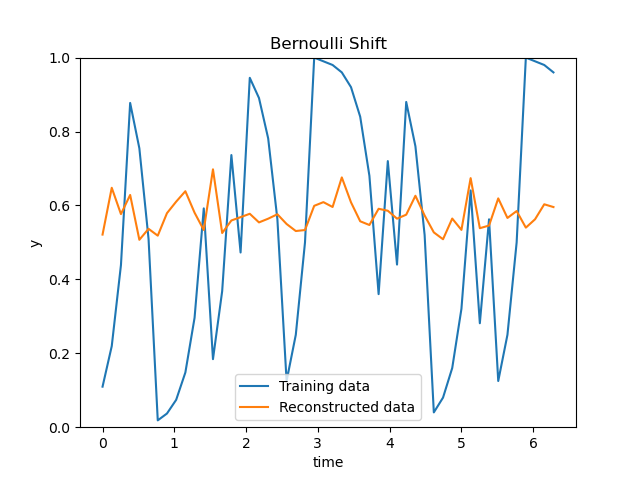 Bernoulli Shift
1.0
0.8
0.6
0.4
0.2
0.0
y
0 1 2 3 4 5 6
time
Training data
Reconstructed data